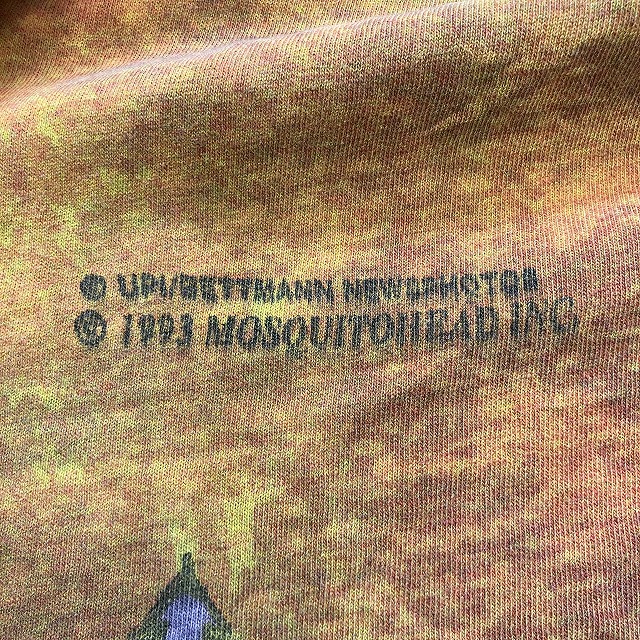 © UPI/BETTMANN NEWSPHOTOS
© 1993 MOSQUITOHEAD INC.